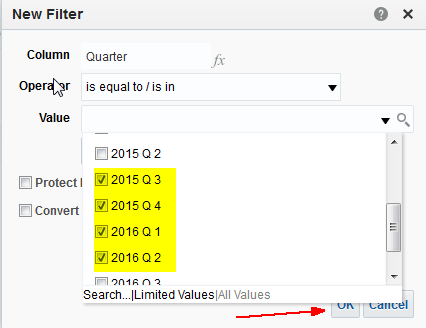 New Filter
Column Quarter fx
Operator is equal to / is in
Value
2015 Q 2
2015 Q 3
2015 Q 4
2016 Q 1
2016 Q 2
2016 Q 3
Protect
Convert
Search...|Limited Values|All Values
OK Cancel